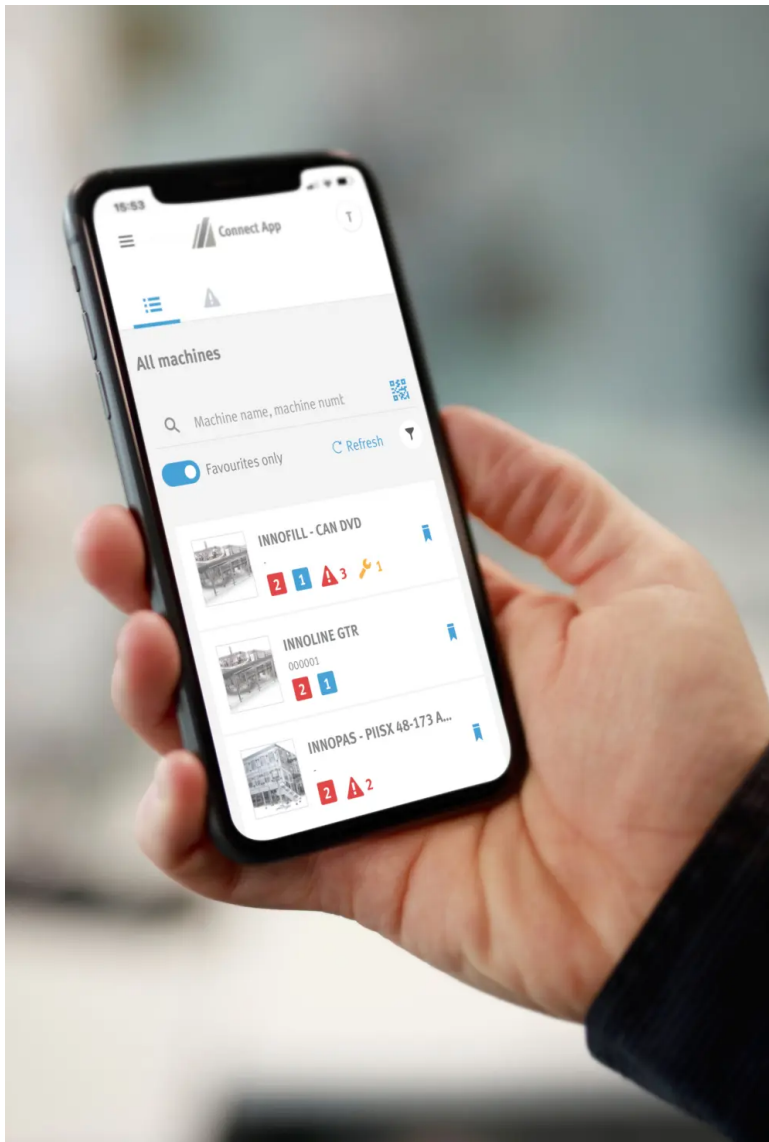 15:53
Connect App
T
All machines
Machine name, machine numt
Favourites only
Refresh
INNOFILL - CAN DVD
-
2 1 3 1
INNOLINE GTR
000001
2 1
INNOPAS - PIISX 48-173 A...
-
2 2